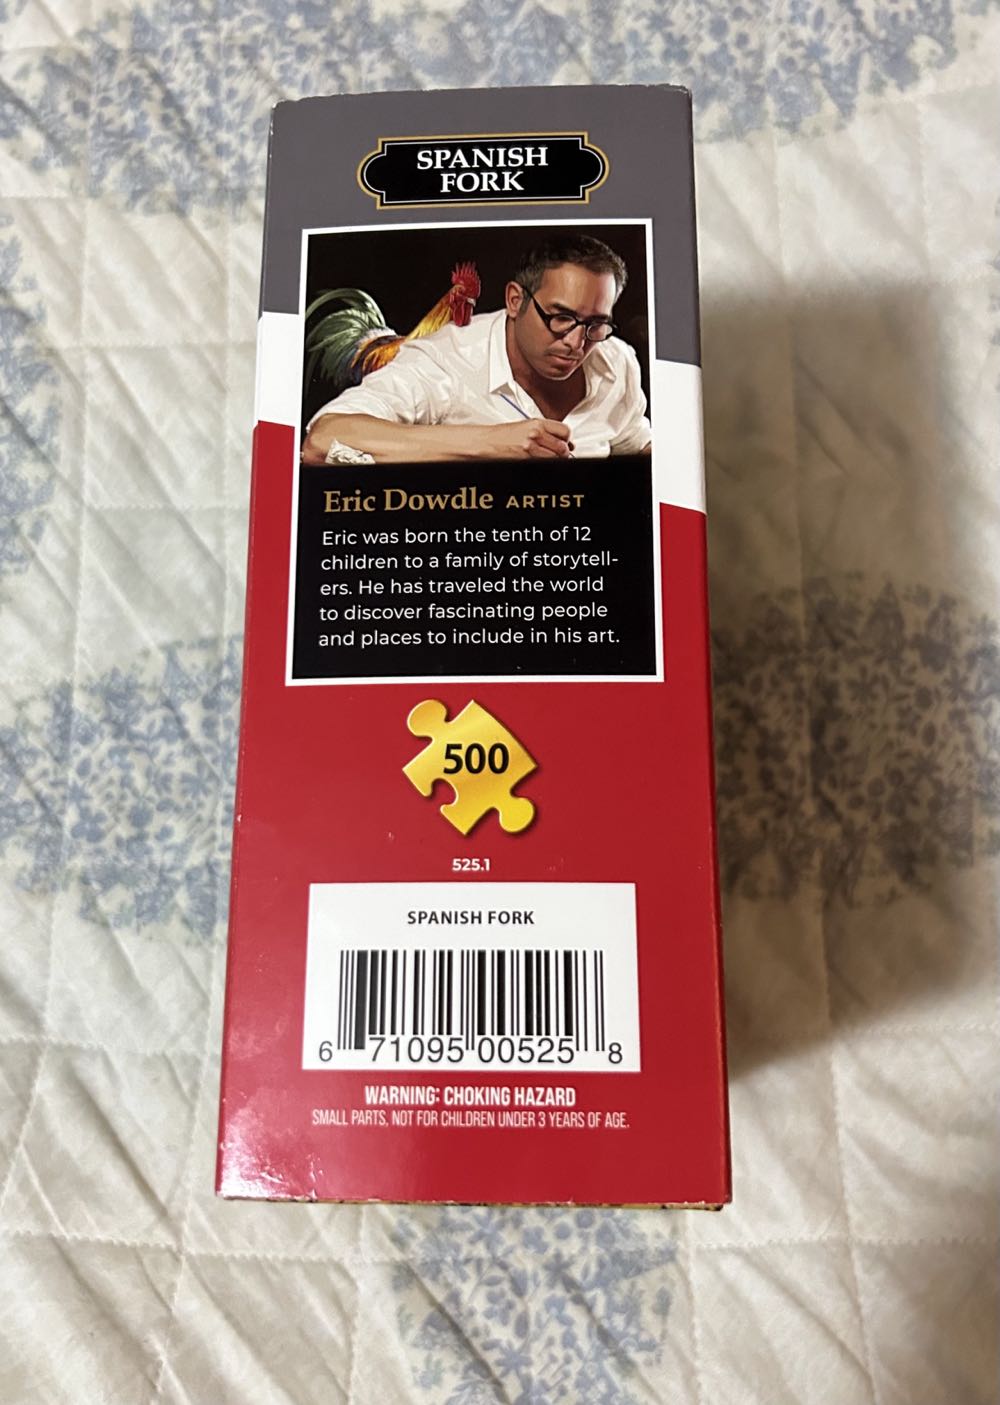 SPANISH
FORK
Eric Dowdle ARTIST
Eric was born the tenth of 12
children to a family of storytell-
ers. He has traveled the world
to discover fascinating people
and places to include in his art.
500
525.1
SPANISH FORK
6 71095 00525 8
WARNING: CHOKING HAZARD
SMALL PARTS, NOT FOR CHILDREN UNDER 3 YEARS OF AGE.